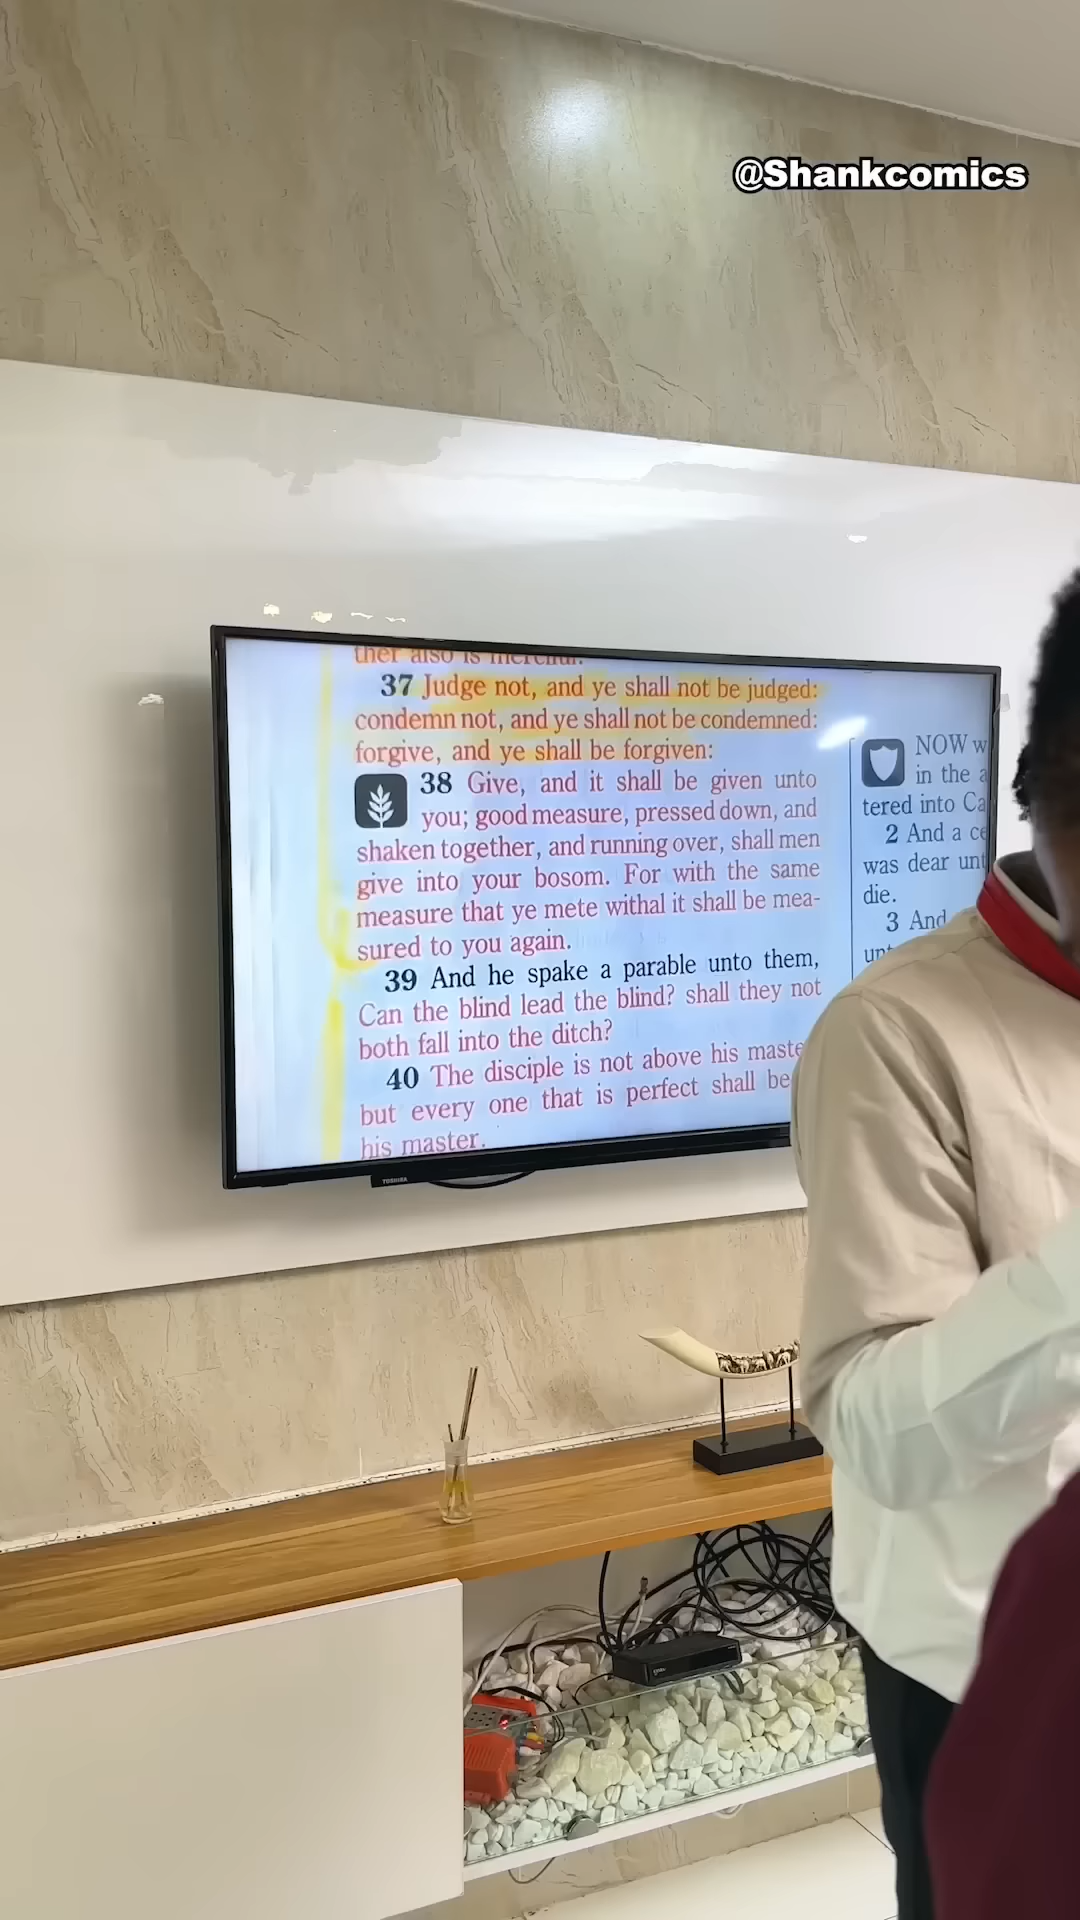 @Shankcomics
ther also is merciful.
37 Judge not, and ye shall not be judged:
condemn not, and ye shall not be condemned:
forgive, and ye shall be forgiven:
38 Give, and it shall be given unto
you; good measure, pressed down, and
shaken together, and running over, shall men
give into your bosom. For with the same
measure that ye mete withal it shall be mea-
sured to you again.
39 And he spake a parable unto them,
Can the blind lead the blind? shall they not
both fall into the ditch?
40 The disciple is not above his maste
but every one that is perfect shall be
his master.
NOW w
in the a
tered into Ca
2 And a ce
was dear unt
die.
3 And
TOSHIBA